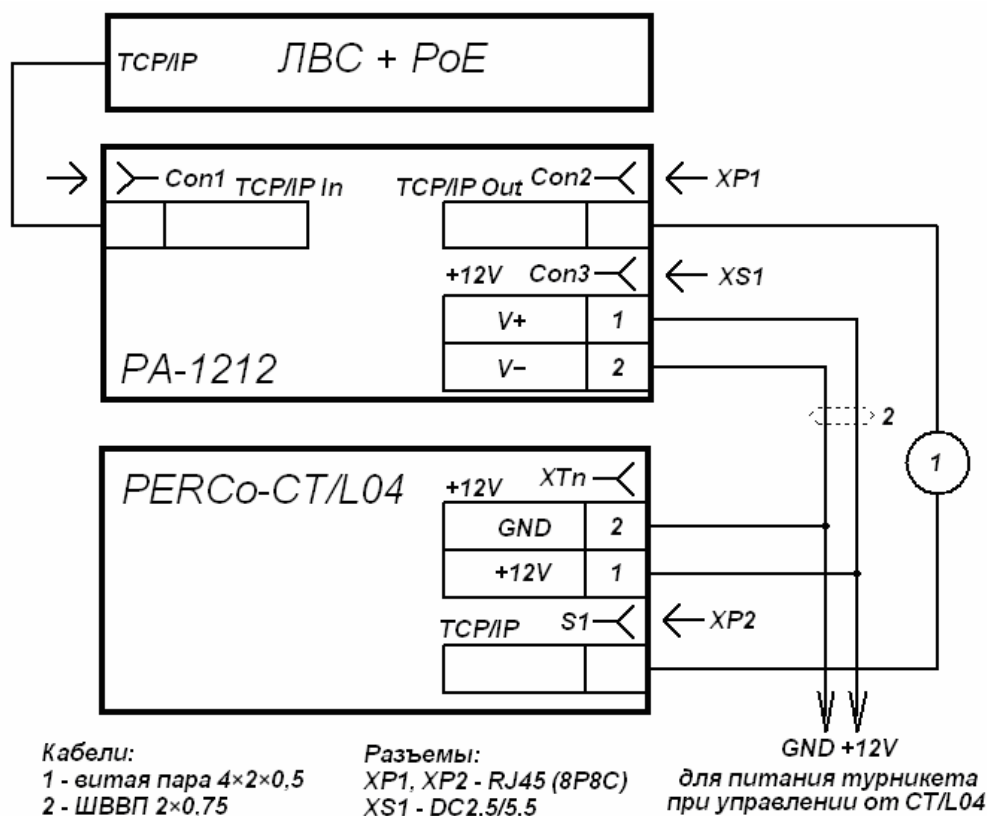 TCP/IP ЛВС + PoE
Con1 TCP/IP In TCP/IP Out Con2 XP1
+12V Con3 XS1
V+ 1
V− 2
PA-1212
2
1
PERCo-CT/L04 +12V XTn
GND 2
+12V 1
TCP/IP S1 XP2
GND +12V
для питания турникета
при управлении от CT/L04
Кабели:
1 - витая пара 4×2×0,5
2 - ШВВП 2×0,75
Разъемы:
XP1, XP2 - RJ45 (8P8C)
XS1 - DC2,5/5,5